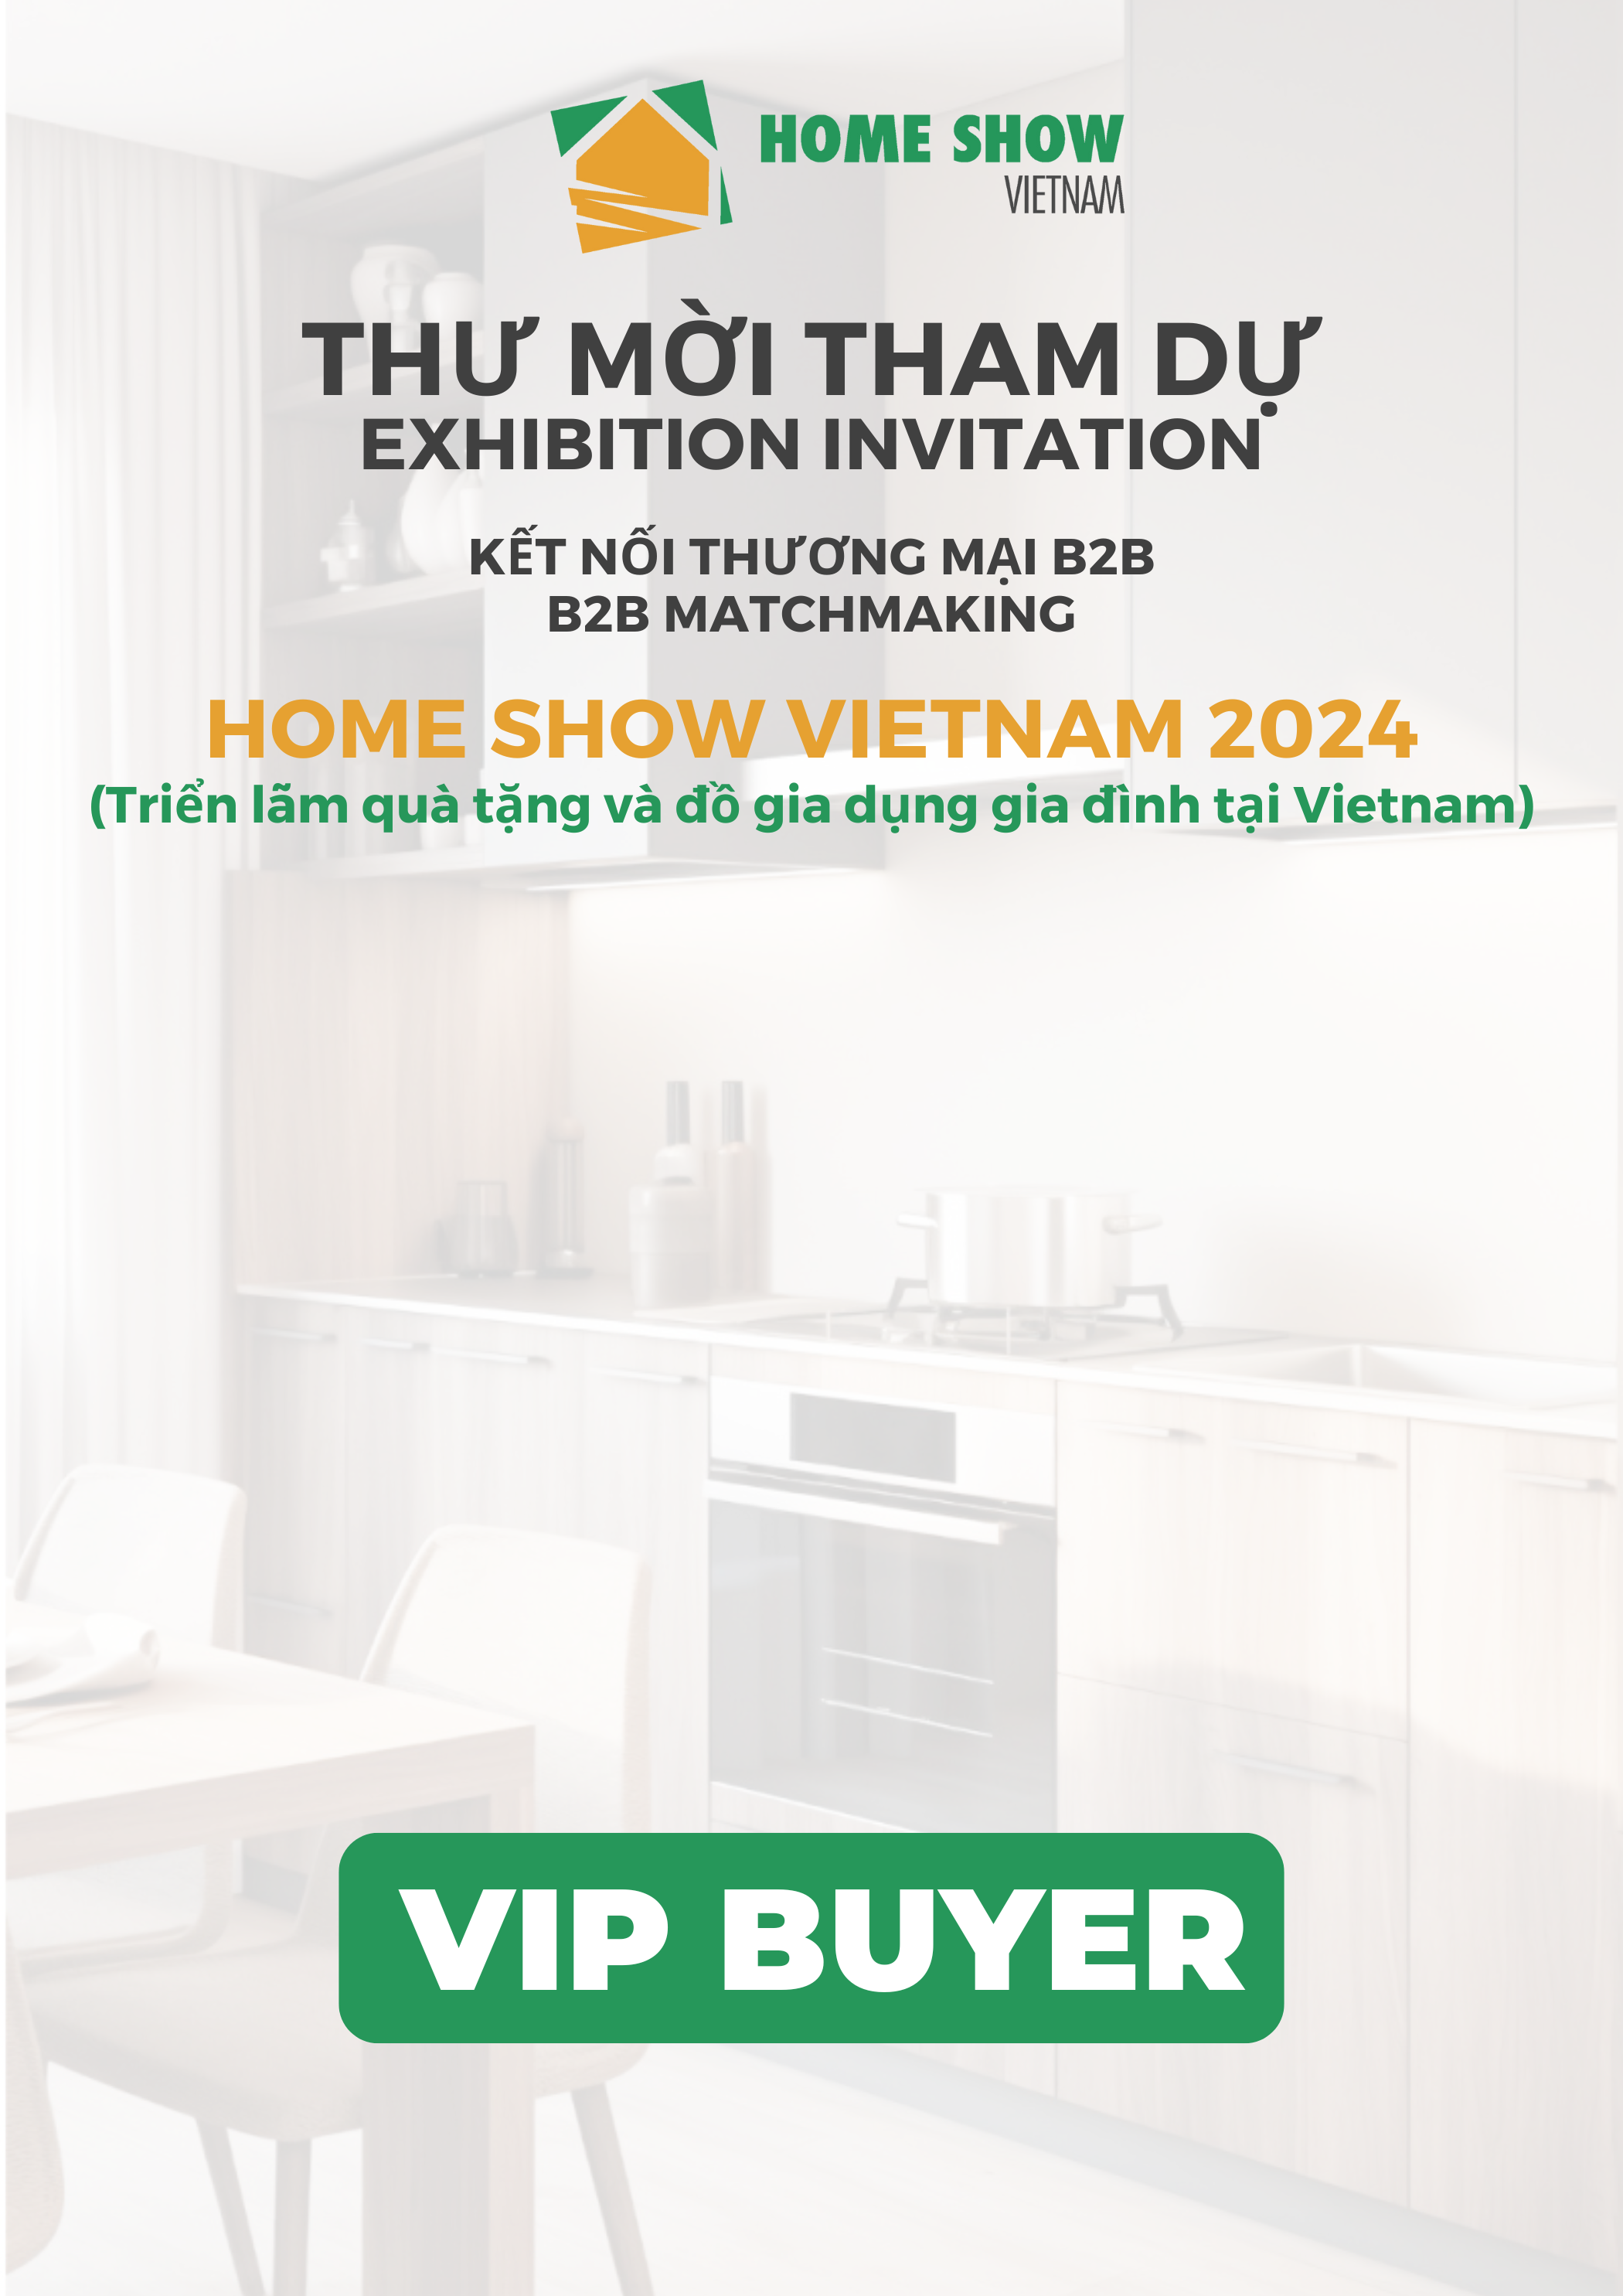 HOME SHOW
VIETNAM
THƯ MỜI THAM DỰ
EXHIBITION INVITATION
KẾT NỐI THƯƠNG MẠI B2B
B2B MATCHMAKING
HOME SHOW VIETNAM 2024
(Triển lãm quà tặng và đồ gia dụng gia đình tại Vietnam)
VIP BUYER